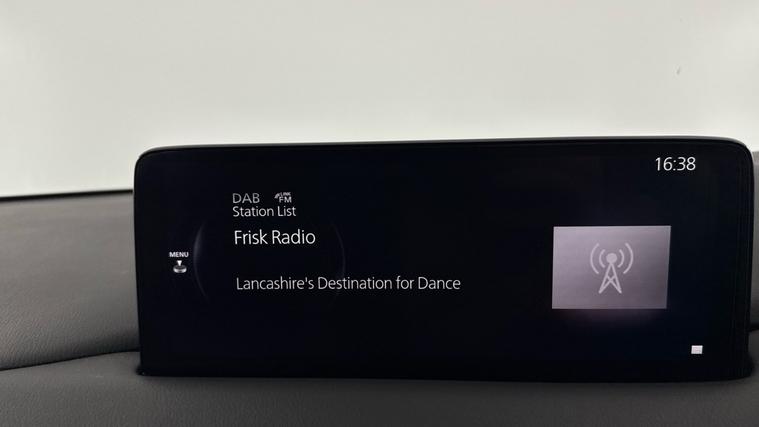 16:38
DAB LINK FM
Station List
Frisk Radio
MENU
Lancashire's Destination for Dance